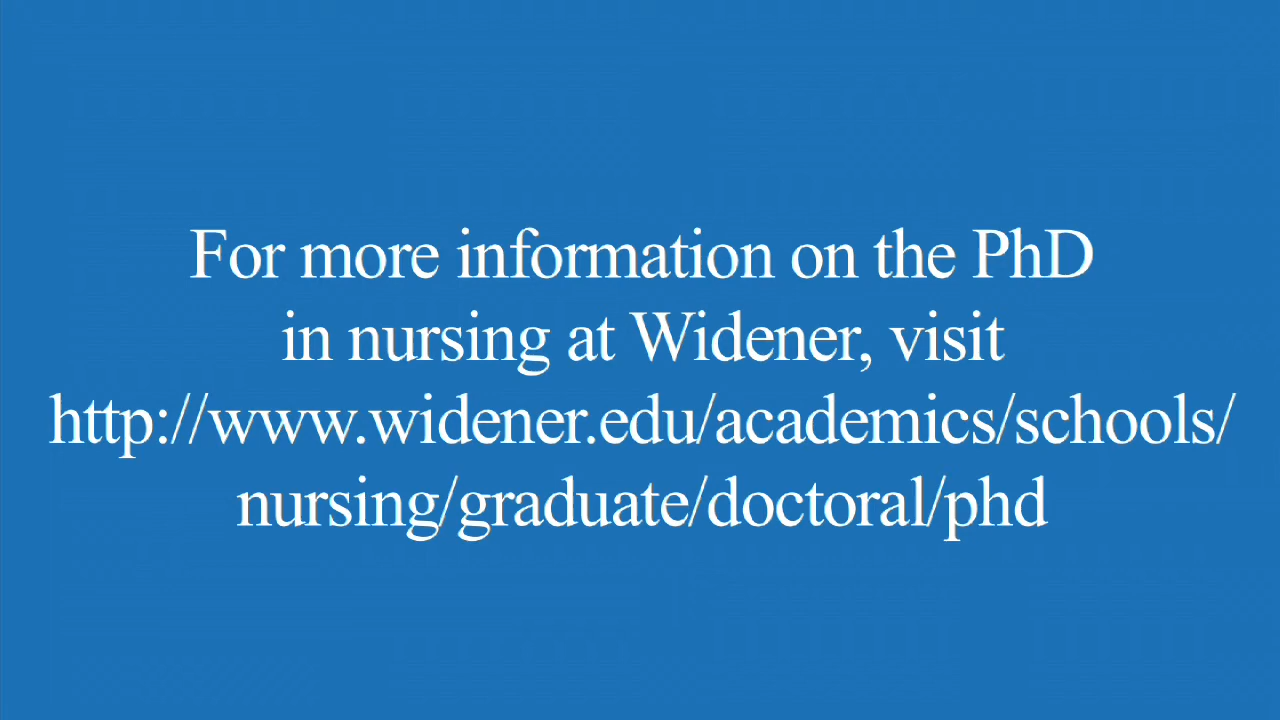 For more information on the PhD
in nursing at Widener, visit
http://www.widener.edu/academics/schools/
nursing/graduate/doctoral/phd